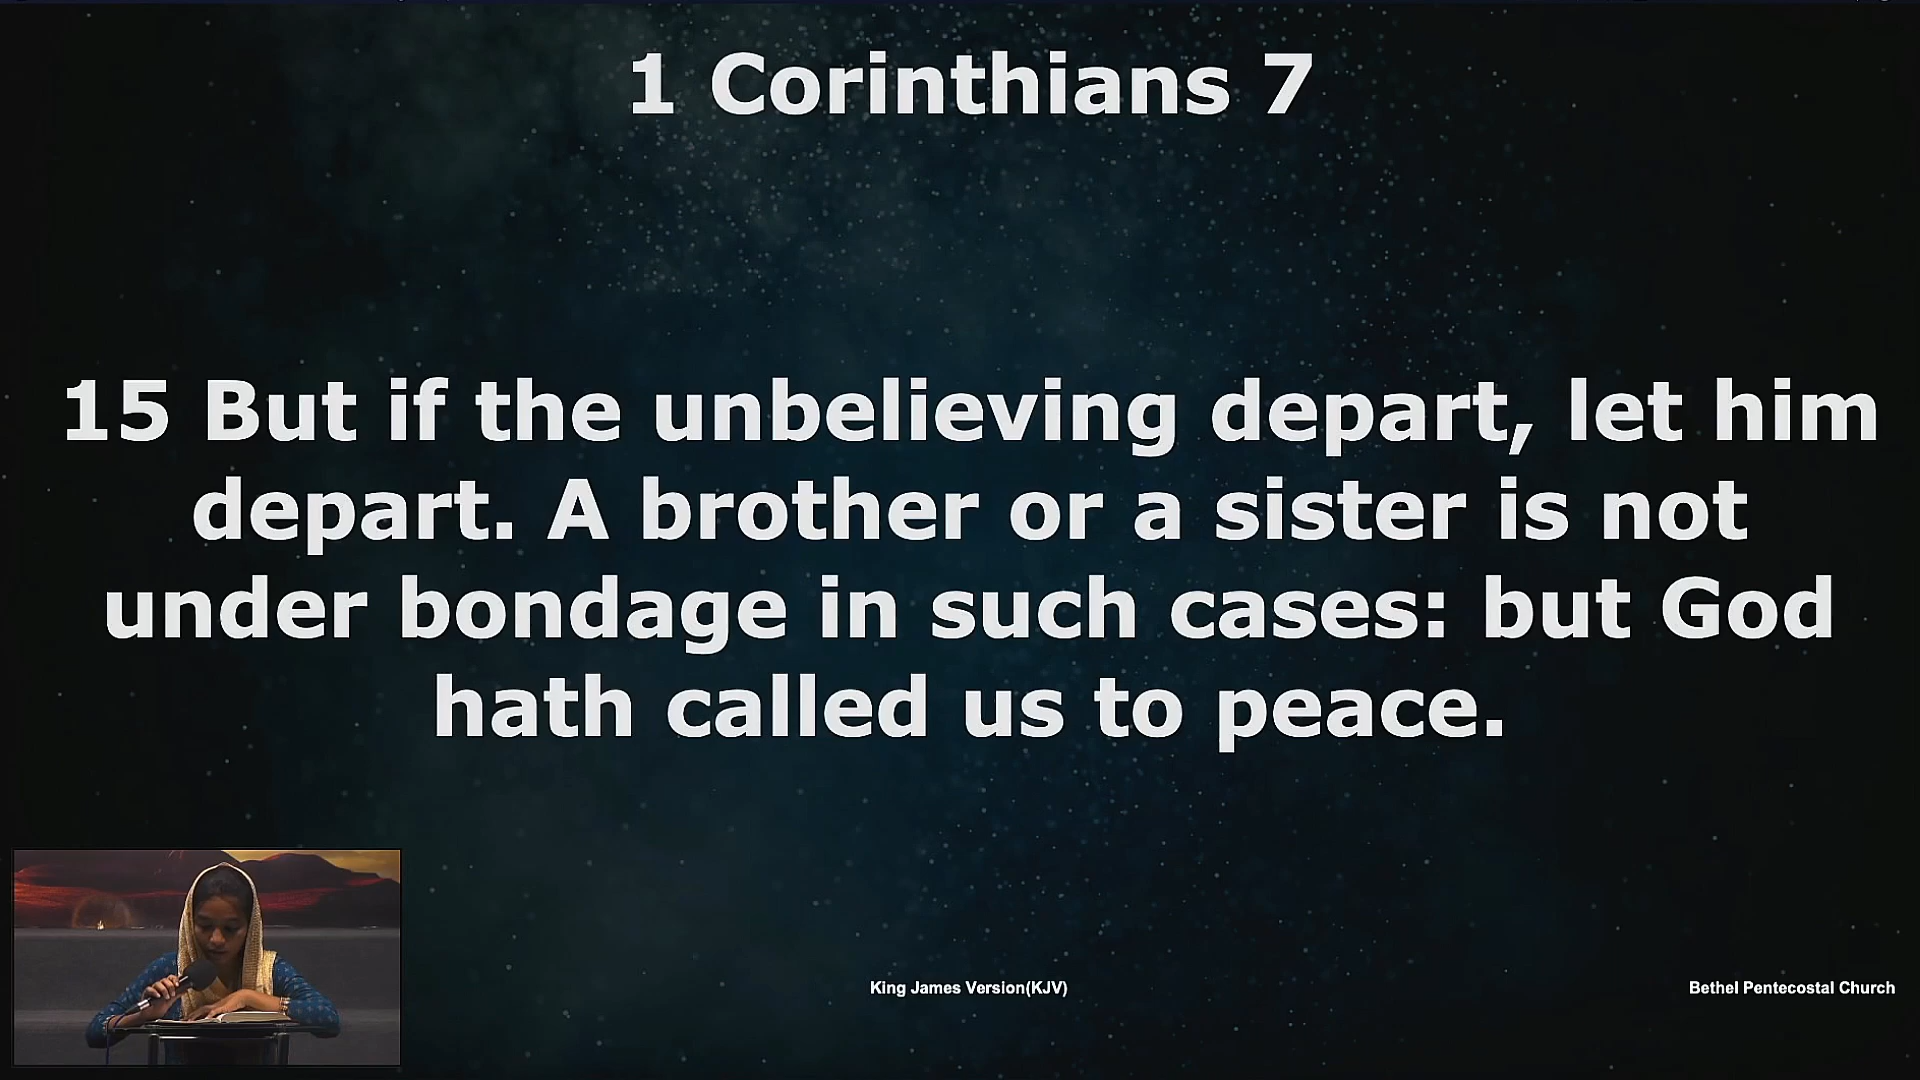 1 Corinthians 7
15 But if the unbelieving depart, let him
depart. A brother or a sister is not
under bondage in such cases: but God
hath called us to peace.
King James Version(KJV)
Bethel Pentecostal Church